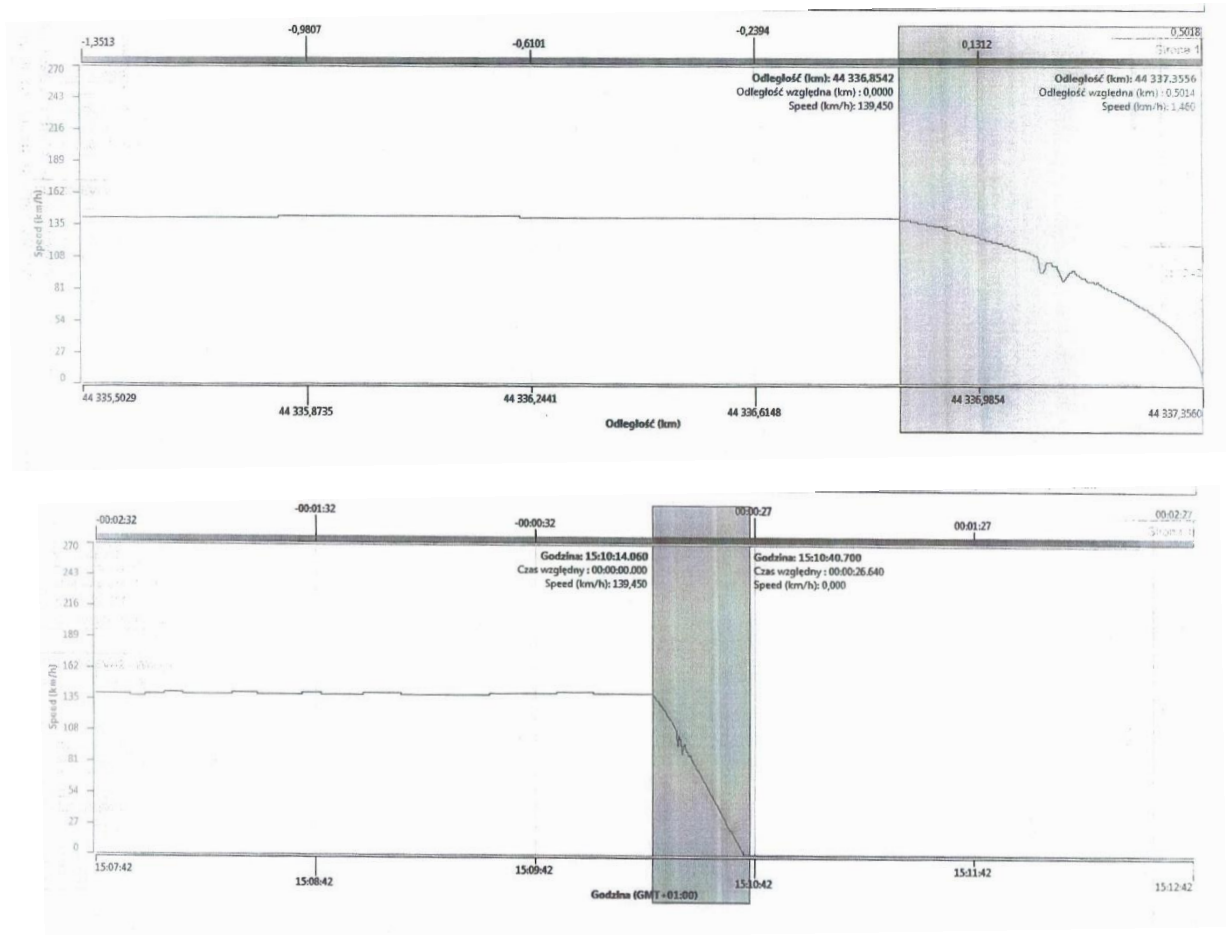 -1,3513
-0,9807
-0,6101
-0,2394
0,1312
0,5018
Strona 1
270
243
216
189
162
135
108
81
54
27
0
Speed (km/h)
Odległość (km): 44 336,8542
Odległość względna (km) : 0,0000
Speed (km/h): 139,450
Odległość (km): 44 337,3556
Odległość względna (km) : 0,5014
Speed (km/h): 1,460
44 335,5029
44 335,8735
44 336,2441
44 336,6148
44 336,9854
44 337,3560
Odległość (km)
-00:02:32
-00:01:32
-00:00:32
00:00:27
00:01:27
00:02:27
270
243
216
189
162
135
108
81
54
27
0
Speed (km/h)
Godzina: 15:10:14.060
Czas względny : 00:00:00.000
Speed (km/h): 139,450
Godzina: 15:10:40.700
Czas względny : 00:00:26.640
Speed (km/h): 0,000
15:07:42
15:08:42
15:09:42
15:10:42
15:11:42
15:12:42
Godzina (GMT+01:00)